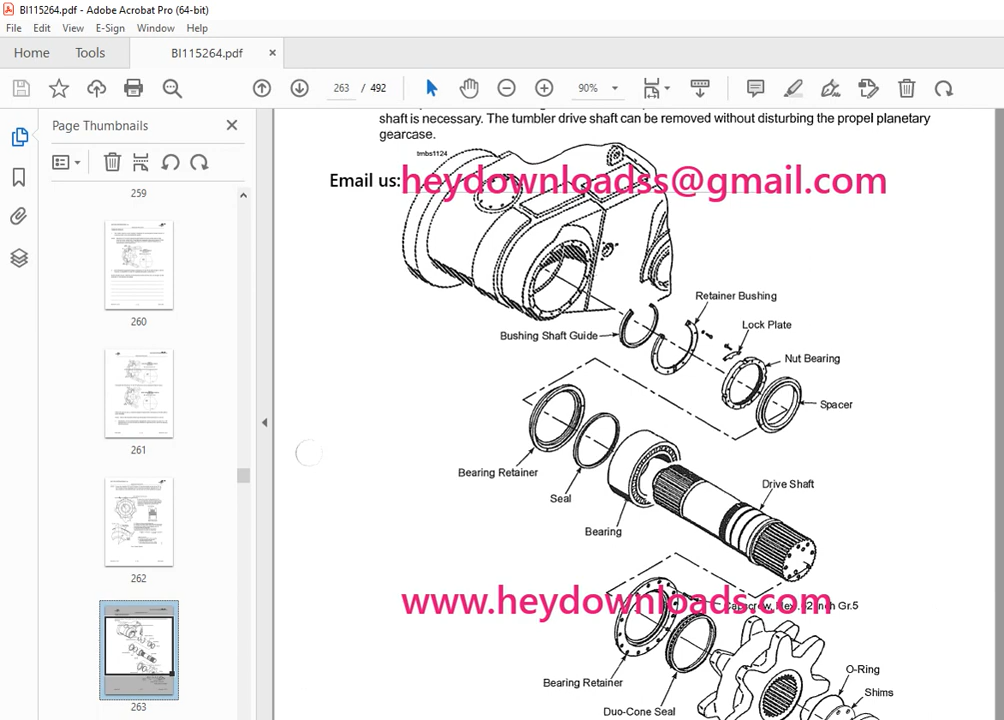 BI115264.pdf - Adobe Acrobat Pro (64-bit)
File Edit View E-Sign Window Help
Home Tools BI115264.pdf ×
263 / 492 90%
Page Thumbnails
259
260
261
262
263
shaft is necessary. The tumbler drive shaft can be removed without disturbing the propel planetary
gearcase.
tmbs1124
Email us:heydownloadss@gmail.com
Retainer Bushing
Lock Plate
Bushing Shaft Guide
Nut Bearing
Spacer
Bearing Retainer
Seal
Drive Shaft
Bearing
www.heydownloads.com
Gr.5
O-Ring
Bearing Retainer
Shims
Duo-Cone Seal